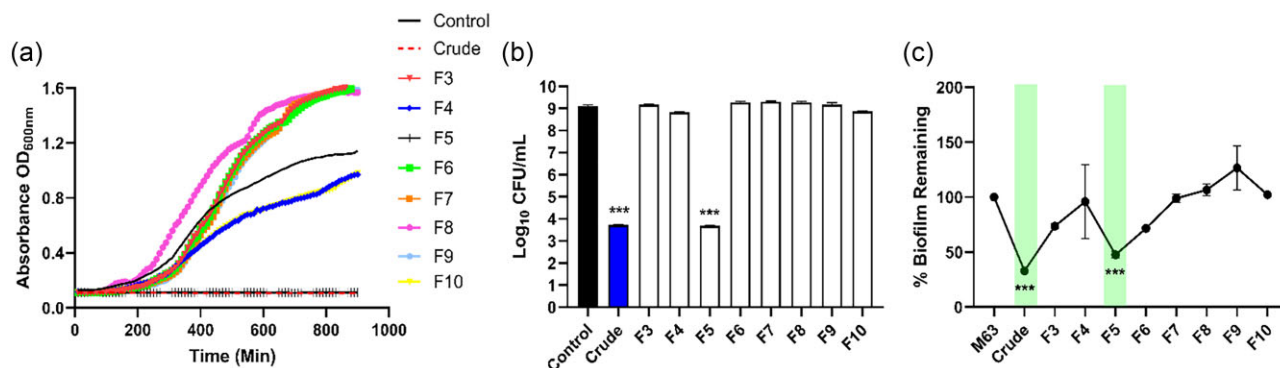 (a)
Absorbance OD600nm
1.6
1.2
0.8
0.4
0.0
0
200
400
600
800
1000
Time (Min)
Control
Crude
F3
F4
F5
F6
F7
F8
F9
F10
(b)
Log10 CFU/mL
10
9
8
7
6
5
4
3
2
1
0
***
***
Control
Crude
F3
F4
F5
F6
F7
F8
F9
F10
(c)
% Biofilm Remaining
200
150
100
50
0
***
***
M63
Crude
F3
F4
F5
F6
F7
F8
F9
F10